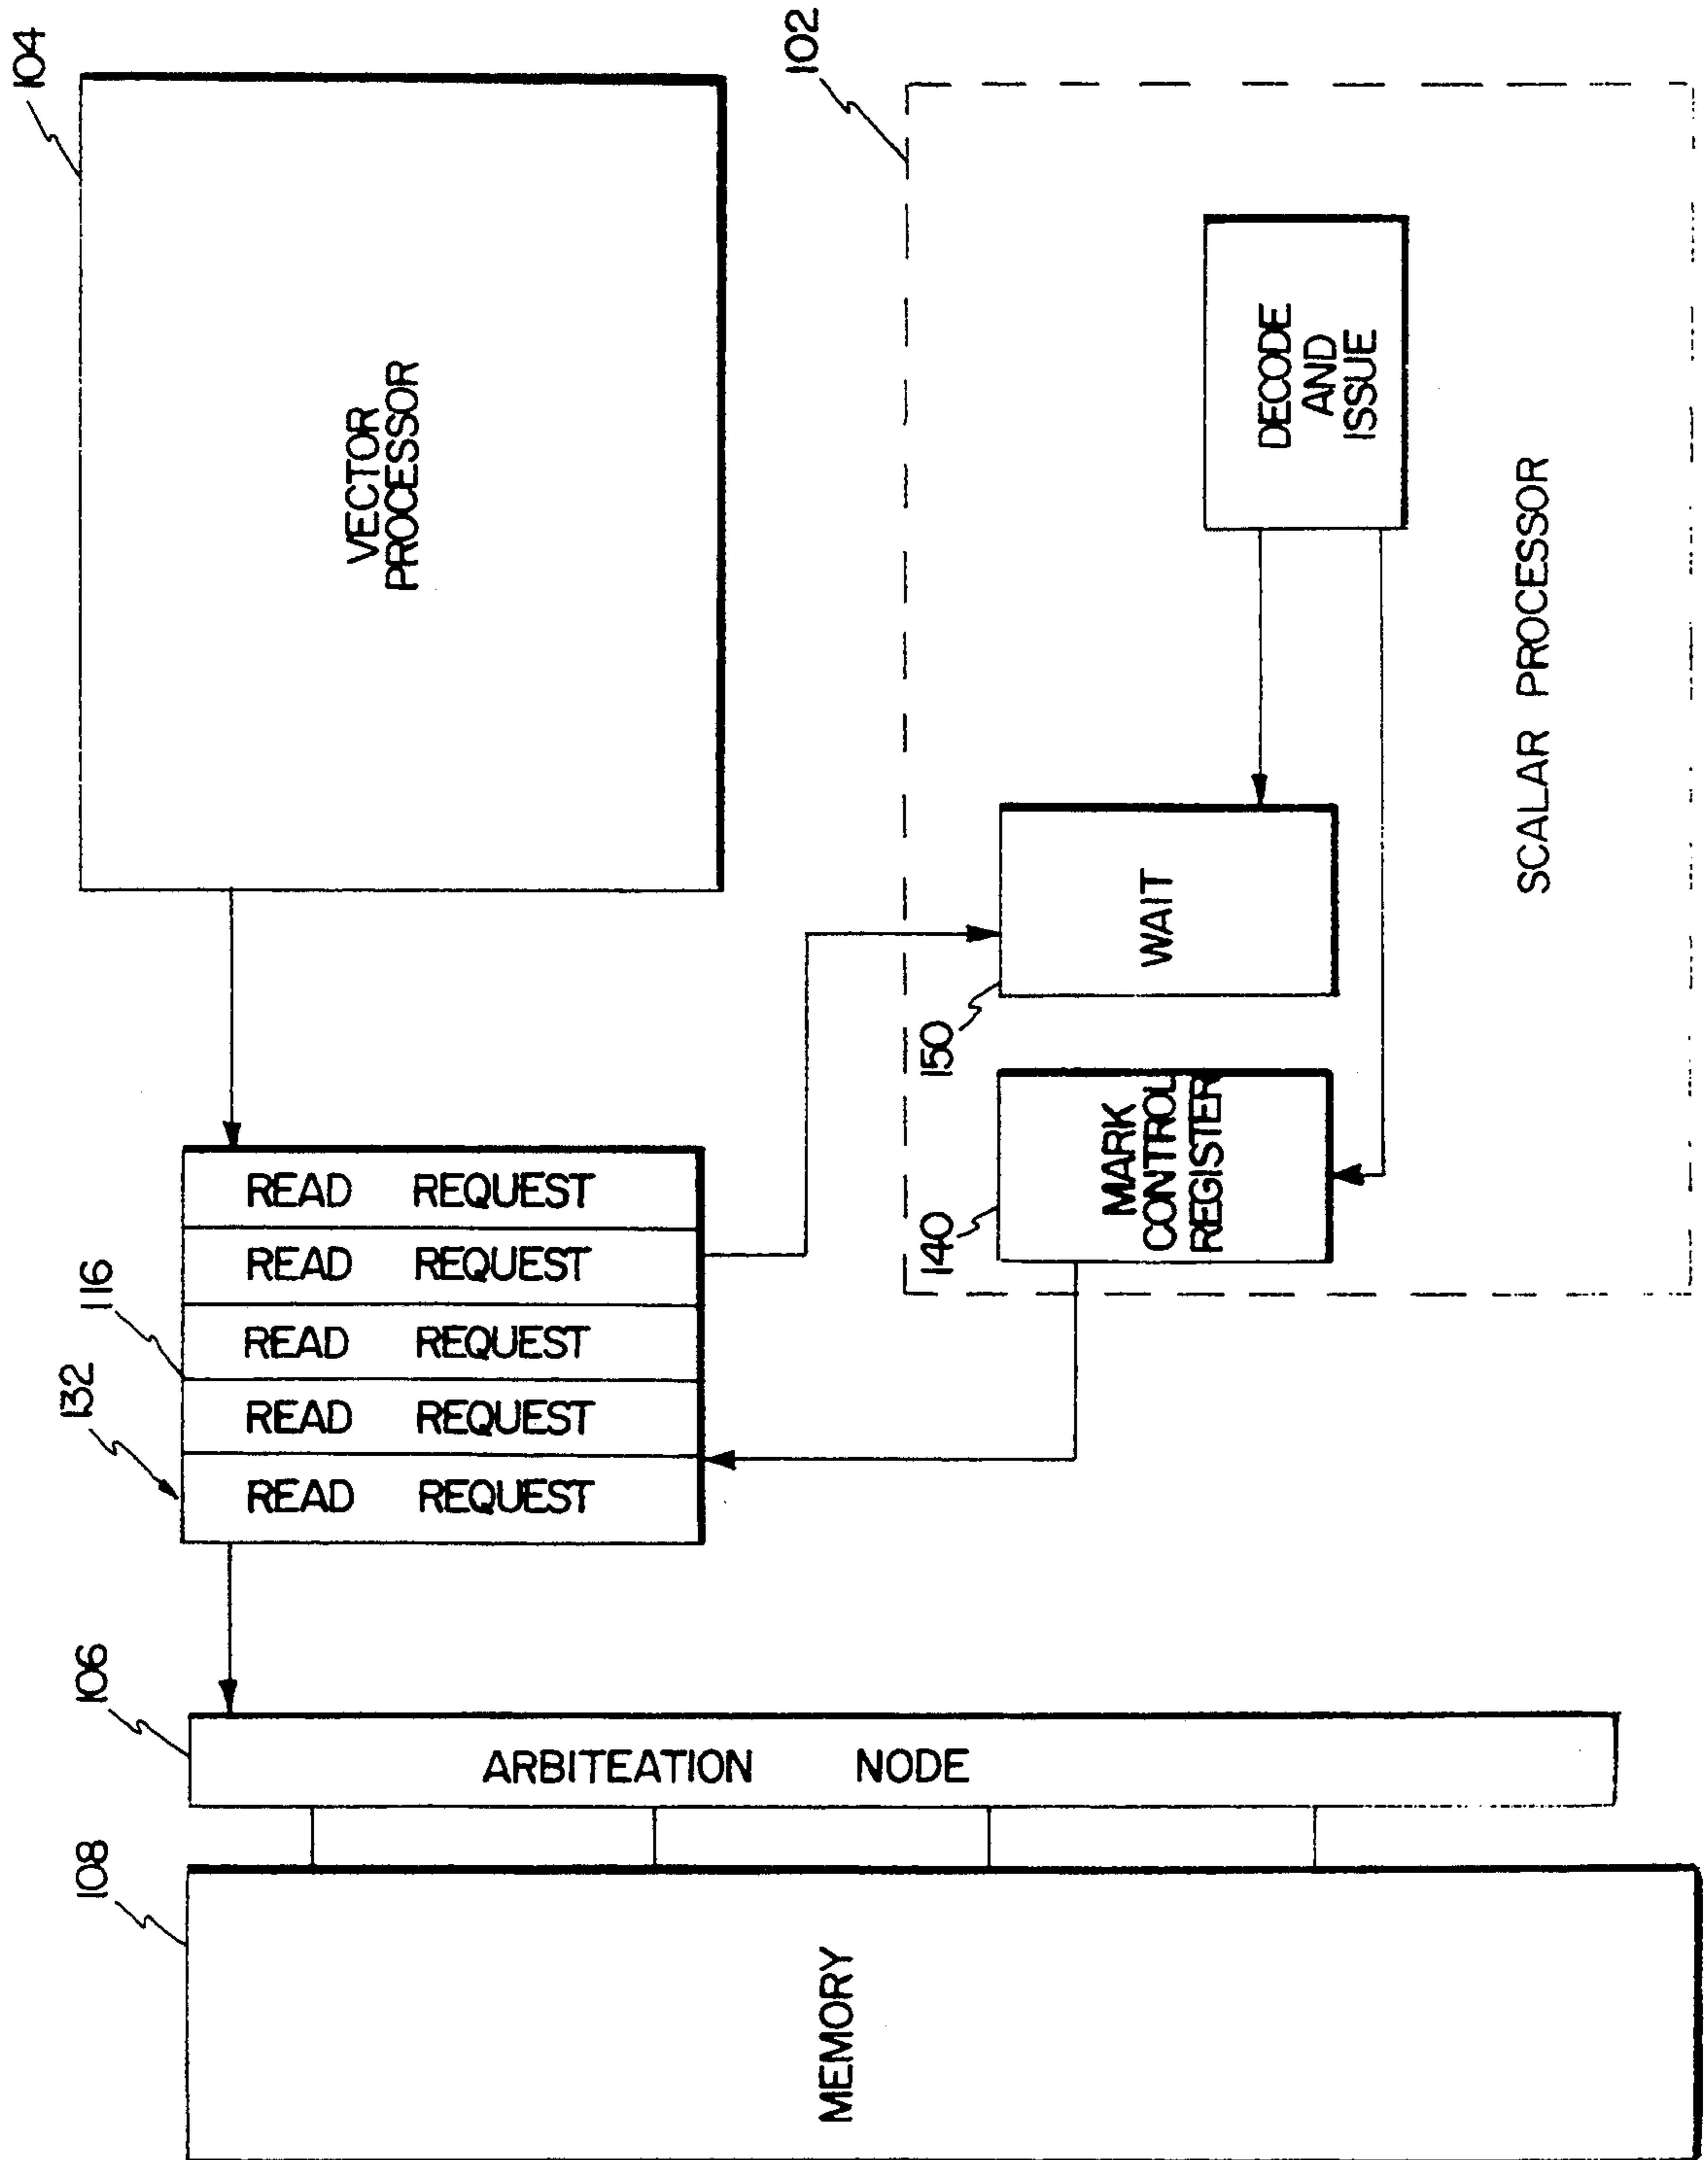 104
VECTOR
PROCESSOR
102
DECODE
AND
ISSUE
SCALAR PROCESSOR
WAIT
150
MARK
CONTROL
REGISTER
140
READ REQUEST
READ REQUEST
READ REQUEST
READ REQUEST
READ REQUEST
116
132
106
ARBITEATION NODE
108
MEMORY